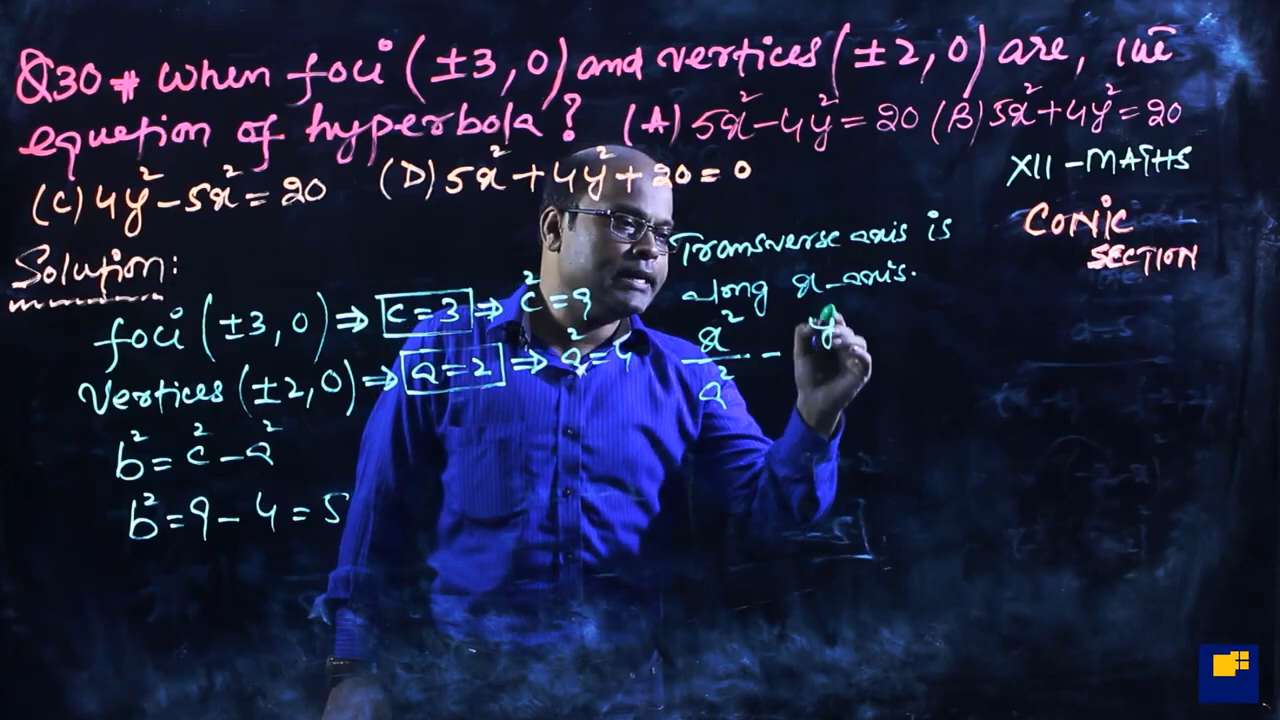 Q30 # When foci (±3, 0) and vertices (±2, 0) are, the
equetion of hyperbola? (A) 5x² - 4y² = 20 (B) 5x² + 4y² = 20
(C) 4y² - 5x² = 20 (D) 5x² + 4y² + 20 = 0
XII - MATHS
CONIC
SECTION
Solution:
foci (±3, 0) ⇒ c = 3 ⇒ c² = 9
Vertices (±2, 0) ⇒ a = 2 ⇒ a² = 4
b² = c² - a²
b² = 9 - 4 = 5
Transverse axis is
along x-axis.
x² - y
a²